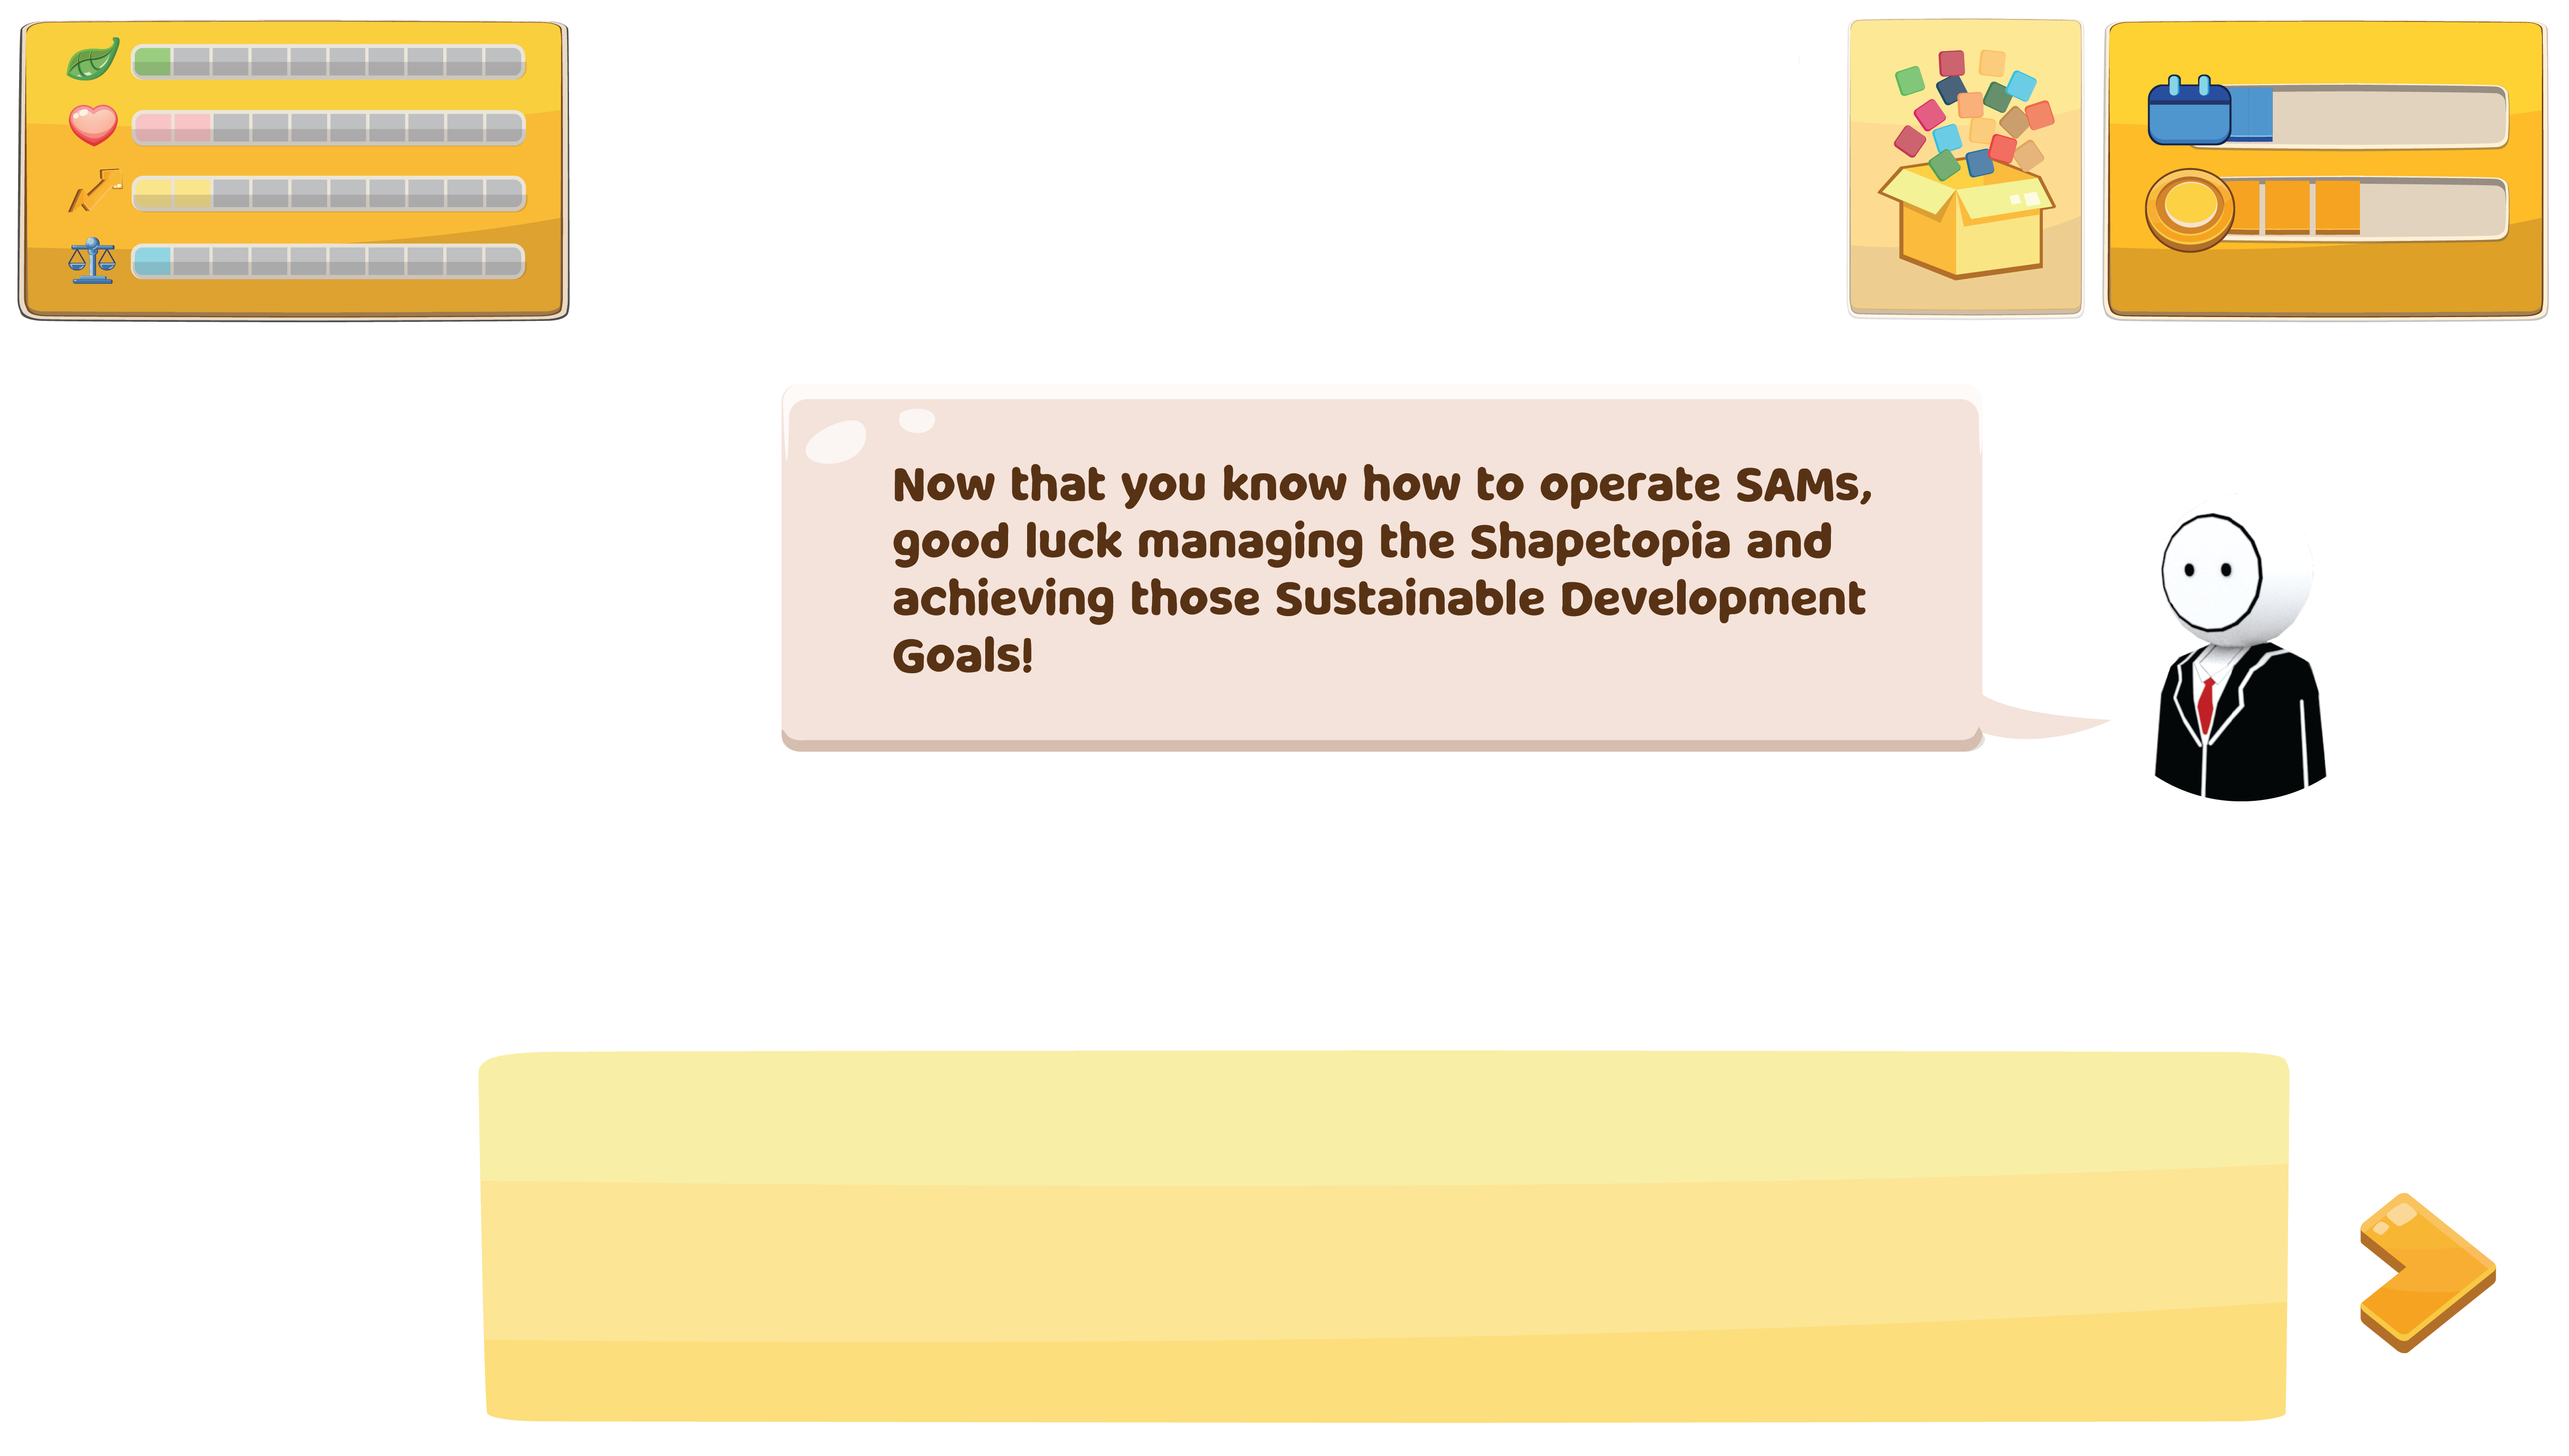 Now that you know how to operate SAMs,
good luck managing the Shapetopia and
achieving those Sustainable Development
Goals!